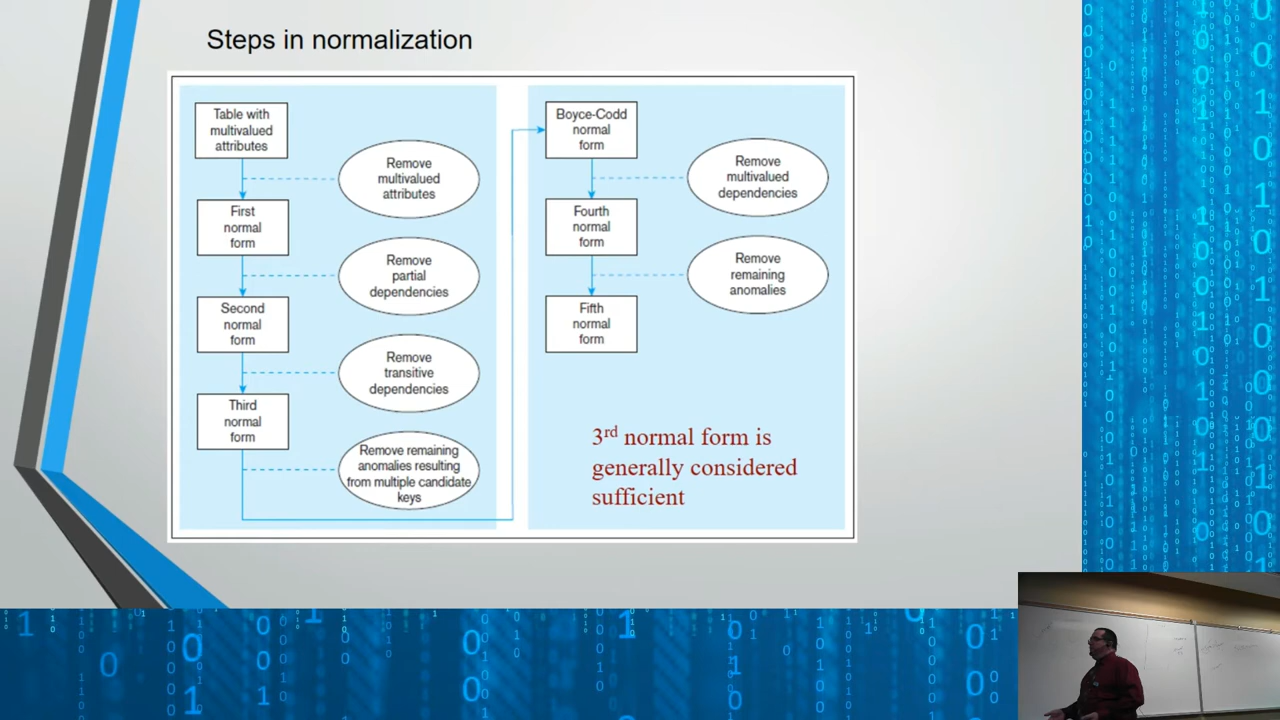 Steps in normalization
Table with
multivalued
attributes
Remove
multivalued
attributes
First
normal
form
Remove
partial
dependencies
Second
normal
form
Remove
transitive
dependencies
Third
normal
form
Remove remaining
anomalies resulting
from multiple candidate
keys
Boyce-Codd
normal
form
Remove
multivalued
dependencies
Fourth
normal
form
Remove
remaining
anomalies
Fifth
normal
form
3rd normal form is
generally considered
sufficient